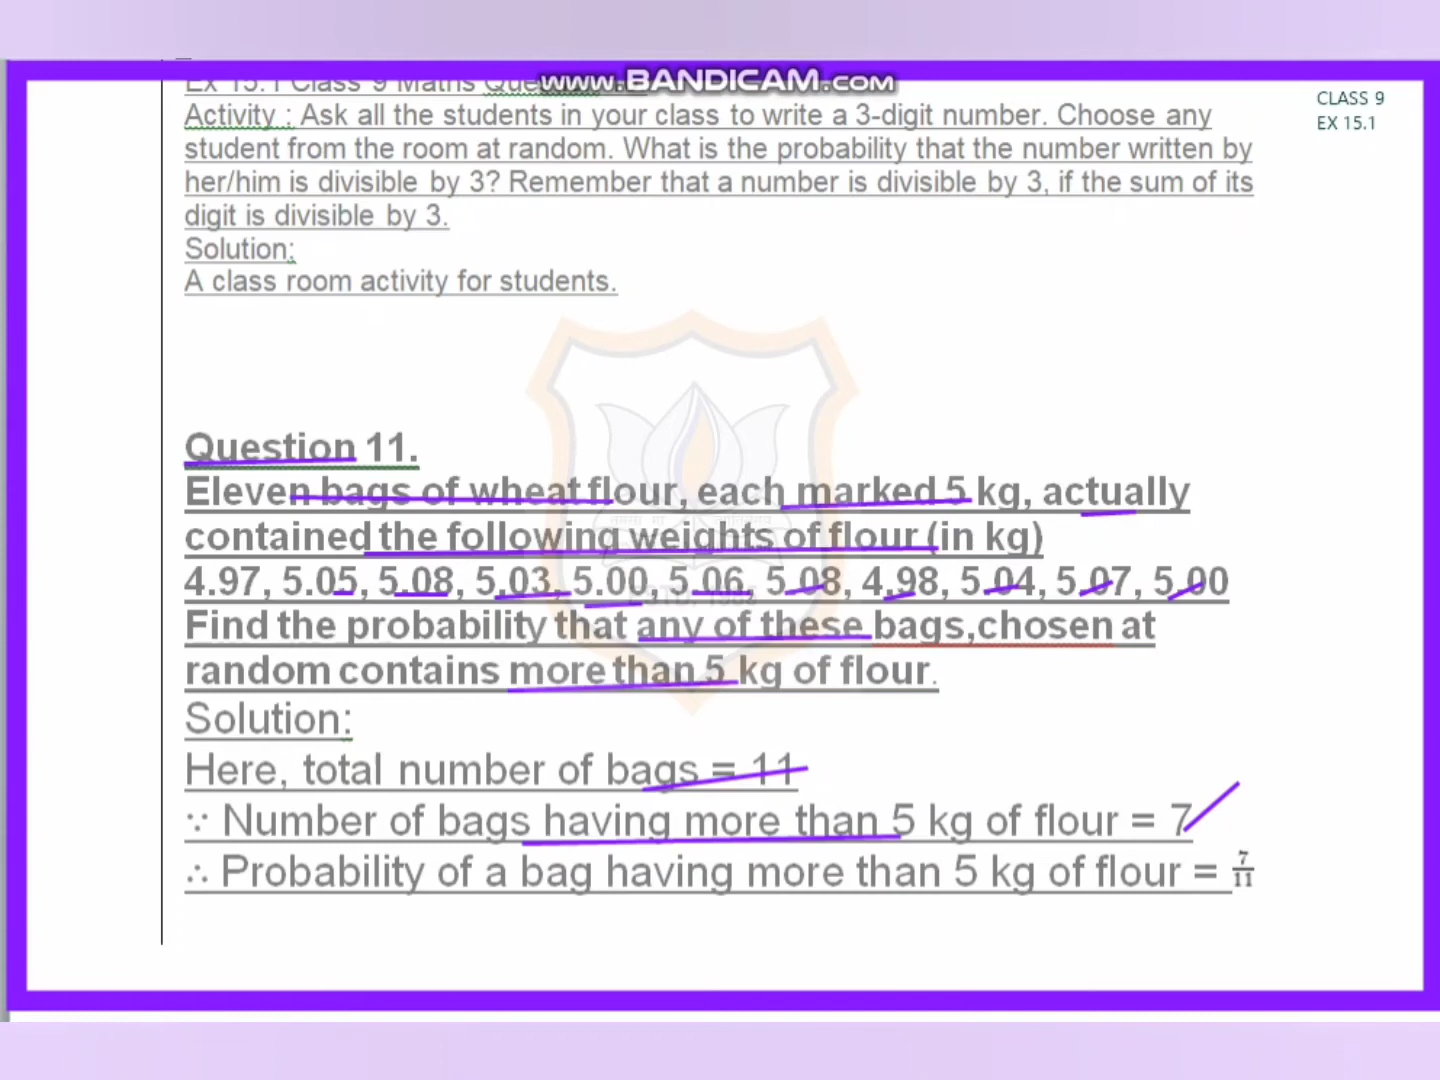 www.BANDICAM.com
Ex 15.1 Class 9 Maths
CLASS 9
EX 15.1
Activity : Ask all the students in your class to write a 3-digit number. Choose any
student from the room at random. What is the probability that the number written by
her/him is divisible by 3? Remember that a number is divisible by 3, if the sum of its
digit is divisible by 3.
Solution:
A class room activity for students.
Question 11.
Eleven bags of wheat flour, each marked 5 kg, actually
contained the following weights of flour (in kg)
4.97, 5.05, 5.08, 5.03, 5.00, 5.06, 5.08, 4.98, 5.04, 5.07, 5.00
Find the probability that any of these bags,chosen at
random contains more than 5 kg of flour.
Solution:
Here, total number of bags = 11
∵ Number of bags having more than 5 kg of flour = 7
∴ Probability of a bag having more than 5 kg of flour = 7/11